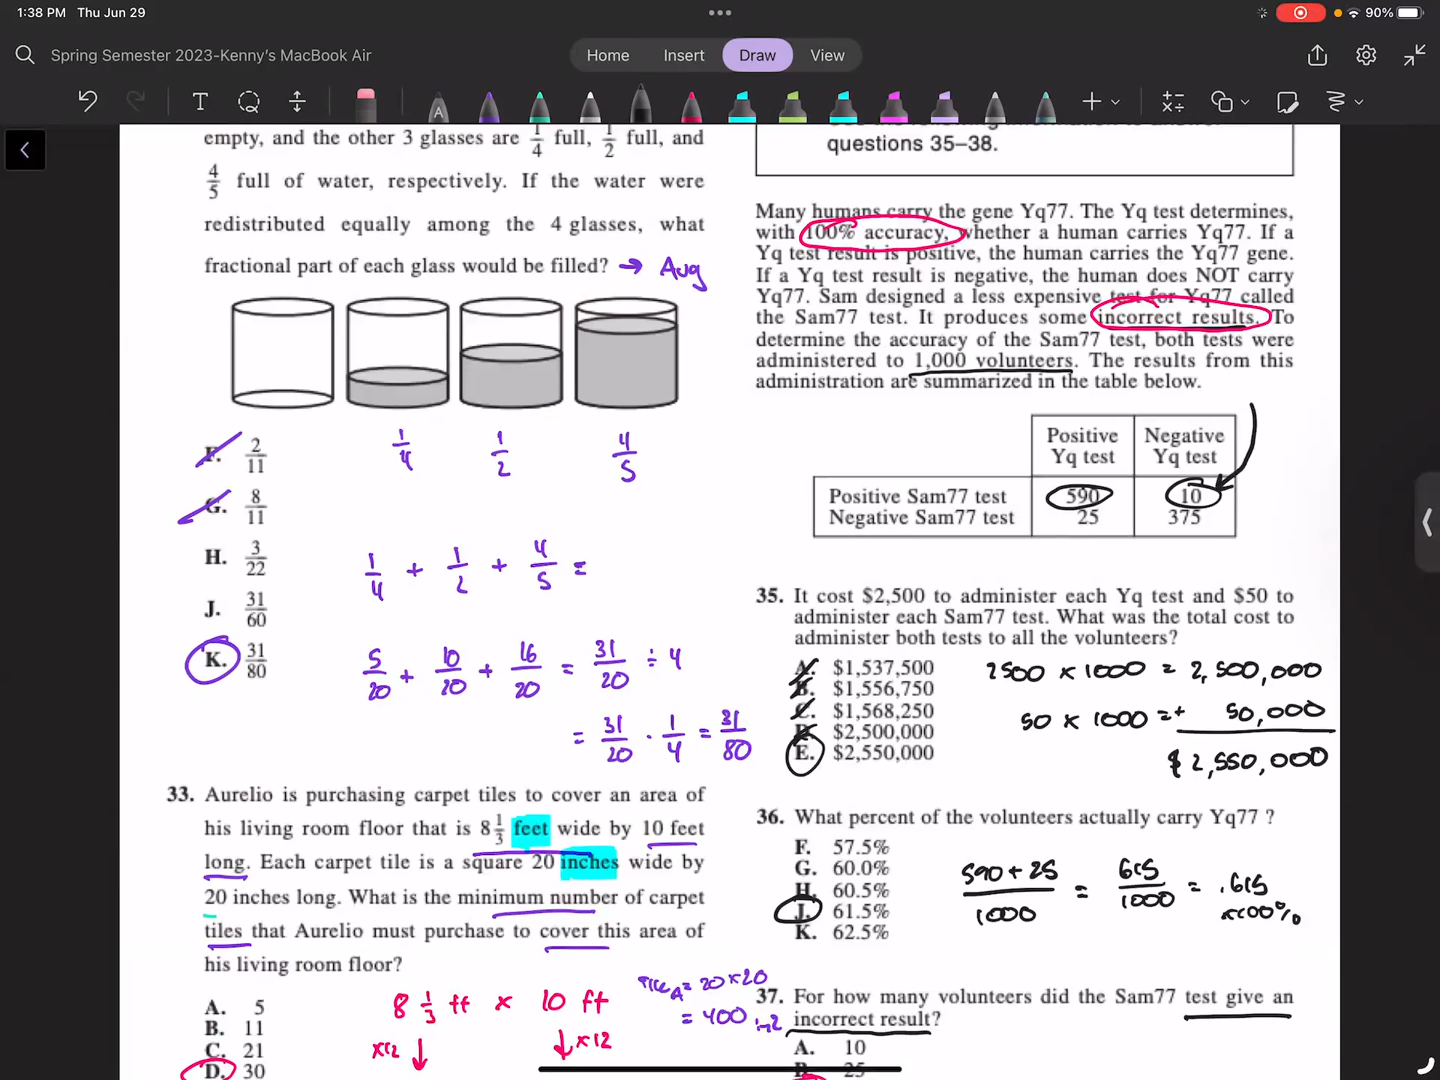 1:38 PM Thu Jun 29
90%
Spring Semester 2023-Kenny's MacBook Air
Home Insert Draw View
empty, and the other 3 glasses are 1/4 full, 1/2 full, and
4/5 full of water, respectively. If the water were
redistributed equally among the 4 glasses, what
fractional part of each glass would be filled? → Avg
1/4 1/2 4/5
F. 2/11
G. 8/11
H. 3/22
J. 31/60
K. 31/80
1/4 + 1/2 + 4/5 =
5/20 + 10/20 + 16/20 = 31/20 ÷ 4
= 31/20 · 1/4 = 31/80
33. Aurelio is purchasing carpet tiles to cover an area of
his living room floor that is 8 1/3 feet wide by 10 feet
long. Each carpet tile is a square 20 inches wide by
20 inches long. What is the minimum number of carpet
tiles that Aurelio must purchase to cover this area of
his living room floor?
A. 5
B. 11
C. 21
D. 30
8 1/3 ft × 10 ft
×12 ×12
A = 20×20
= 400 in2
questions 35–38.
Many humans carry the gene Yq77. The Yq test determines,
with 100% accuracy, whether a human carries Yq77. If a
Yq test result is positive, the human carries the Yq77 gene.
If a Yq test result is negative, the human does NOT carry
Yq77. Sam designed a less expensive test for Yq77 called
the Sam77 test. It produces some incorrect results. To
determine the accuracy of the Sam77 test, both tests were
administered to 1,000 volunteers. The results from this
administration are summarized in the table below.
Positive Negative
Yq test Yq test
Positive Sam77 test 590 10
Negative Sam77 test 25 375
35. It cost $2,500 to administer each Yq test and $50 to
administer each Sam77 test. What was the total cost to
administer both tests to all the volunteers?
A. $1,537,500
B. $1,556,750
C. $1,568,250
D. $2,500,000
E. $2,550,000
2500 × 1000 = 2,500,000
50 × 1000 = + 50,000
$2,550,000
36. What percent of the volunteers actually carry Yq77 ?
F. 57.5%
G. 60.0%
H. 60.5%
J. 61.5%
K. 62.5%
590+25/1000 = 615/1000 = .615
×100%
37. For how many volunteers did the Sam77 test give an
incorrect result?
A. 10
B. 25